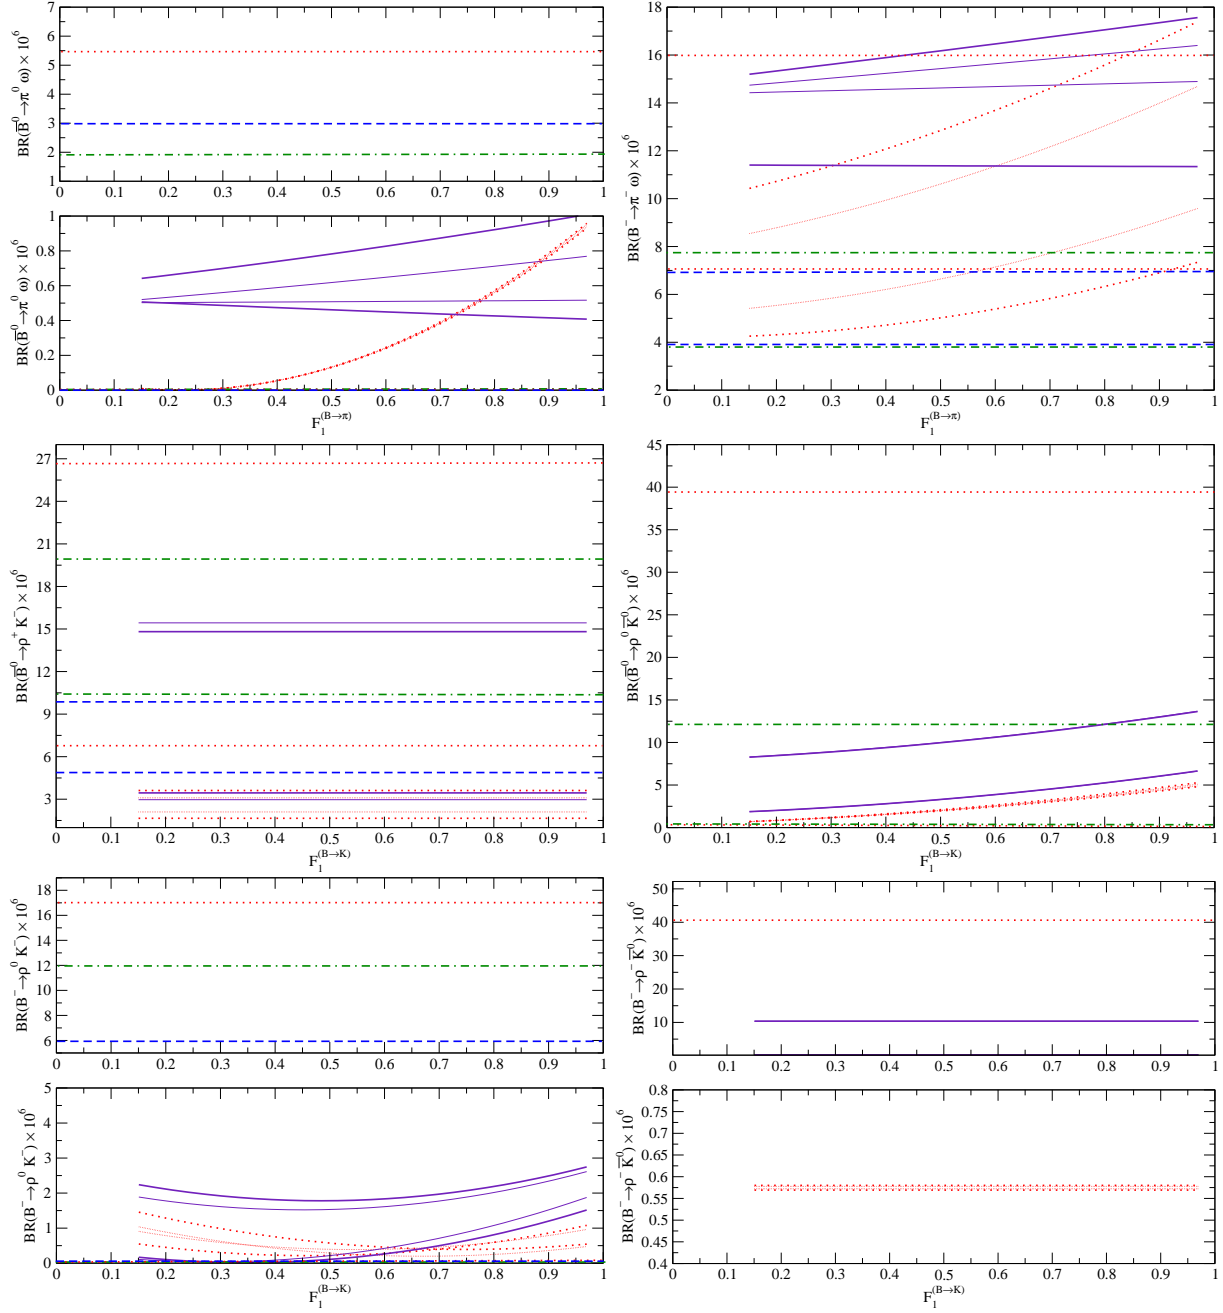 BR(B̅⁰→π⁰ ω) × 10⁶
7
6
5
4
3
2
1
0 0.1 0.2 0.3 0.4 0.5 0.6 0.7 0.8 0.9 1
BR(B̅⁰→π⁰ ω) × 10⁶
1
0.8
0.6
0.4
0.2
0
0 0.1 0.2 0.3 0.4 0.5 0.6 0.7 0.8 0.9 1
F₁^(B→π)
BR(B⁻→π⁻ ω) × 10⁶
18
16
14
12
10
8
6
4
2
0 0.1 0.2 0.3 0.4 0.5 0.6 0.7 0.8 0.9 1
F₁^(B→π)
BR(B̅⁰→ρ⁺ K⁻) × 10⁶
27
24
21
18
15
12
9
6
3
0 0.1 0.2 0.3 0.4 0.5 0.6 0.7 0.8 0.9 1
F₁^(B→K)
BR(B̅⁰→ρ⁰ K̅⁰) × 10⁶
45
40
35
30
25
20
15
10
5
0
0 0.1 0.2 0.3 0.4 0.5 0.6 0.7 0.8 0.9 1
F₁^(B→K)
BR(B⁻→ρ⁰ K⁻) × 10⁶
18
16
14
12
10
8
6
0 0.1 0.2 0.3 0.4 0.5 0.6 0.7 0.8 0.9 1
BR(B⁻→ρ⁰ K⁻) × 10⁶
5
4
3
2
1
0
0 0.1 0.2 0.3 0.4 0.5 0.6 0.7 0.8 0.9 1
F₁^(B→K)
BR(B⁻→ρ⁻ K̅⁰) × 10⁶
50
40
30
20
10
0 0.1 0.2 0.3 0.4 0.5 0.6 0.7 0.8 0.9 1
BR(B⁻→ρ⁻ K̅⁰) × 10⁶
0.8
0.75
0.7
0.65
0.6
0.55
0.5
0.45
0.4
0 0.1 0.2 0.3 0.4 0.5 0.6 0.7 0.8 0.9 1
F₁^(B→K)